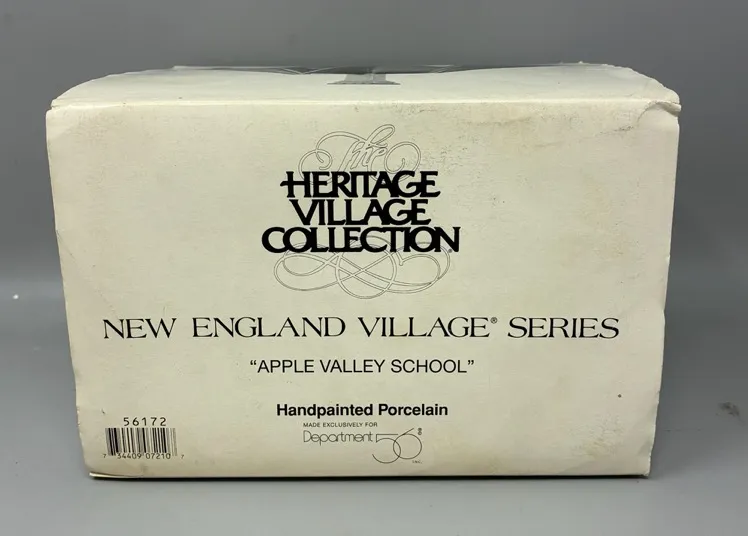 The
HERITAGE
VILLAGE
COLLECTION
NEW ENGLAND VILLAGE® SERIES
“APPLE VALLEY SCHOOL”
Handpainted Porcelain
MADE EXCLUSIVELY FOR
Department 56®
INC.
56172
7 34409 07210 7